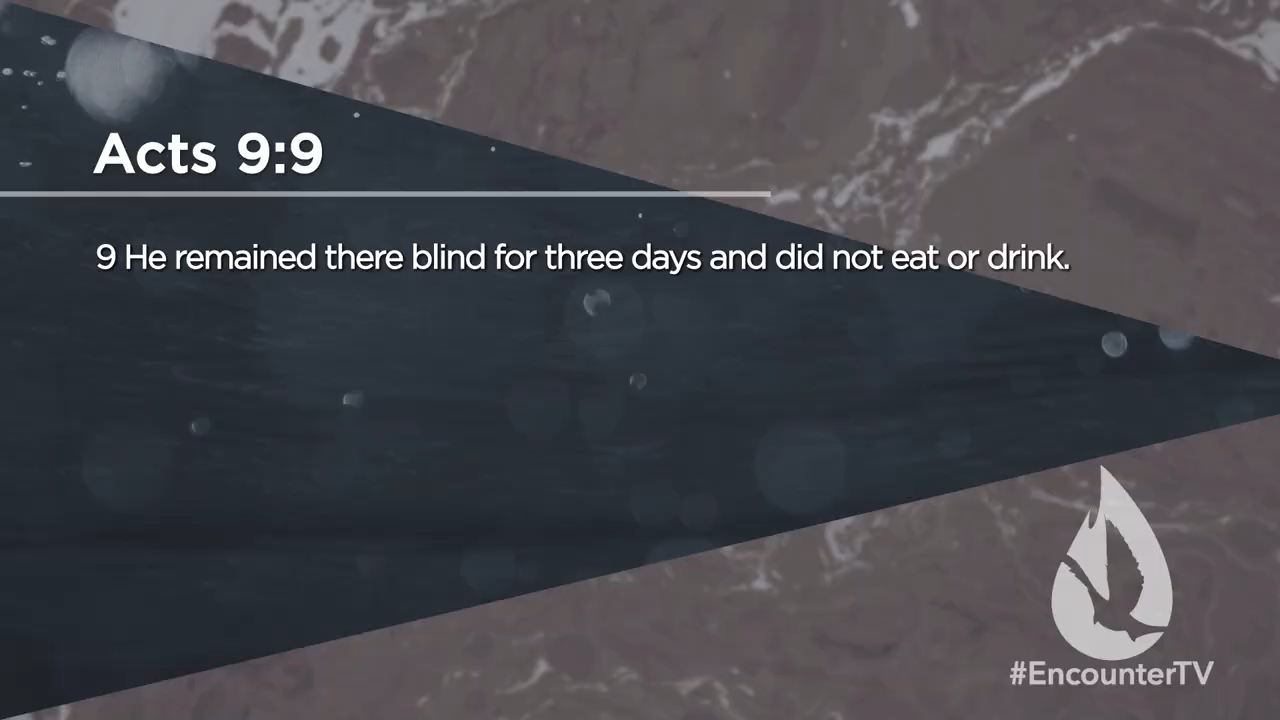 Acts 9:9
9 He remained there blind for three days and did not eat or drink.
#EncounterTV